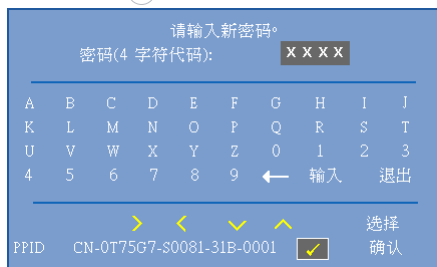 请输入新密码。
密码(4 字符代码): X X X X
A B C D E F G H I J
K L M N O P Q R S T
U V W X Y Z 0 1 2 3
4 5 6 7 8 9 ← 输入 退出
选择
PPID CN-0T75G7-S0081-31B-0001 ✓ 确认